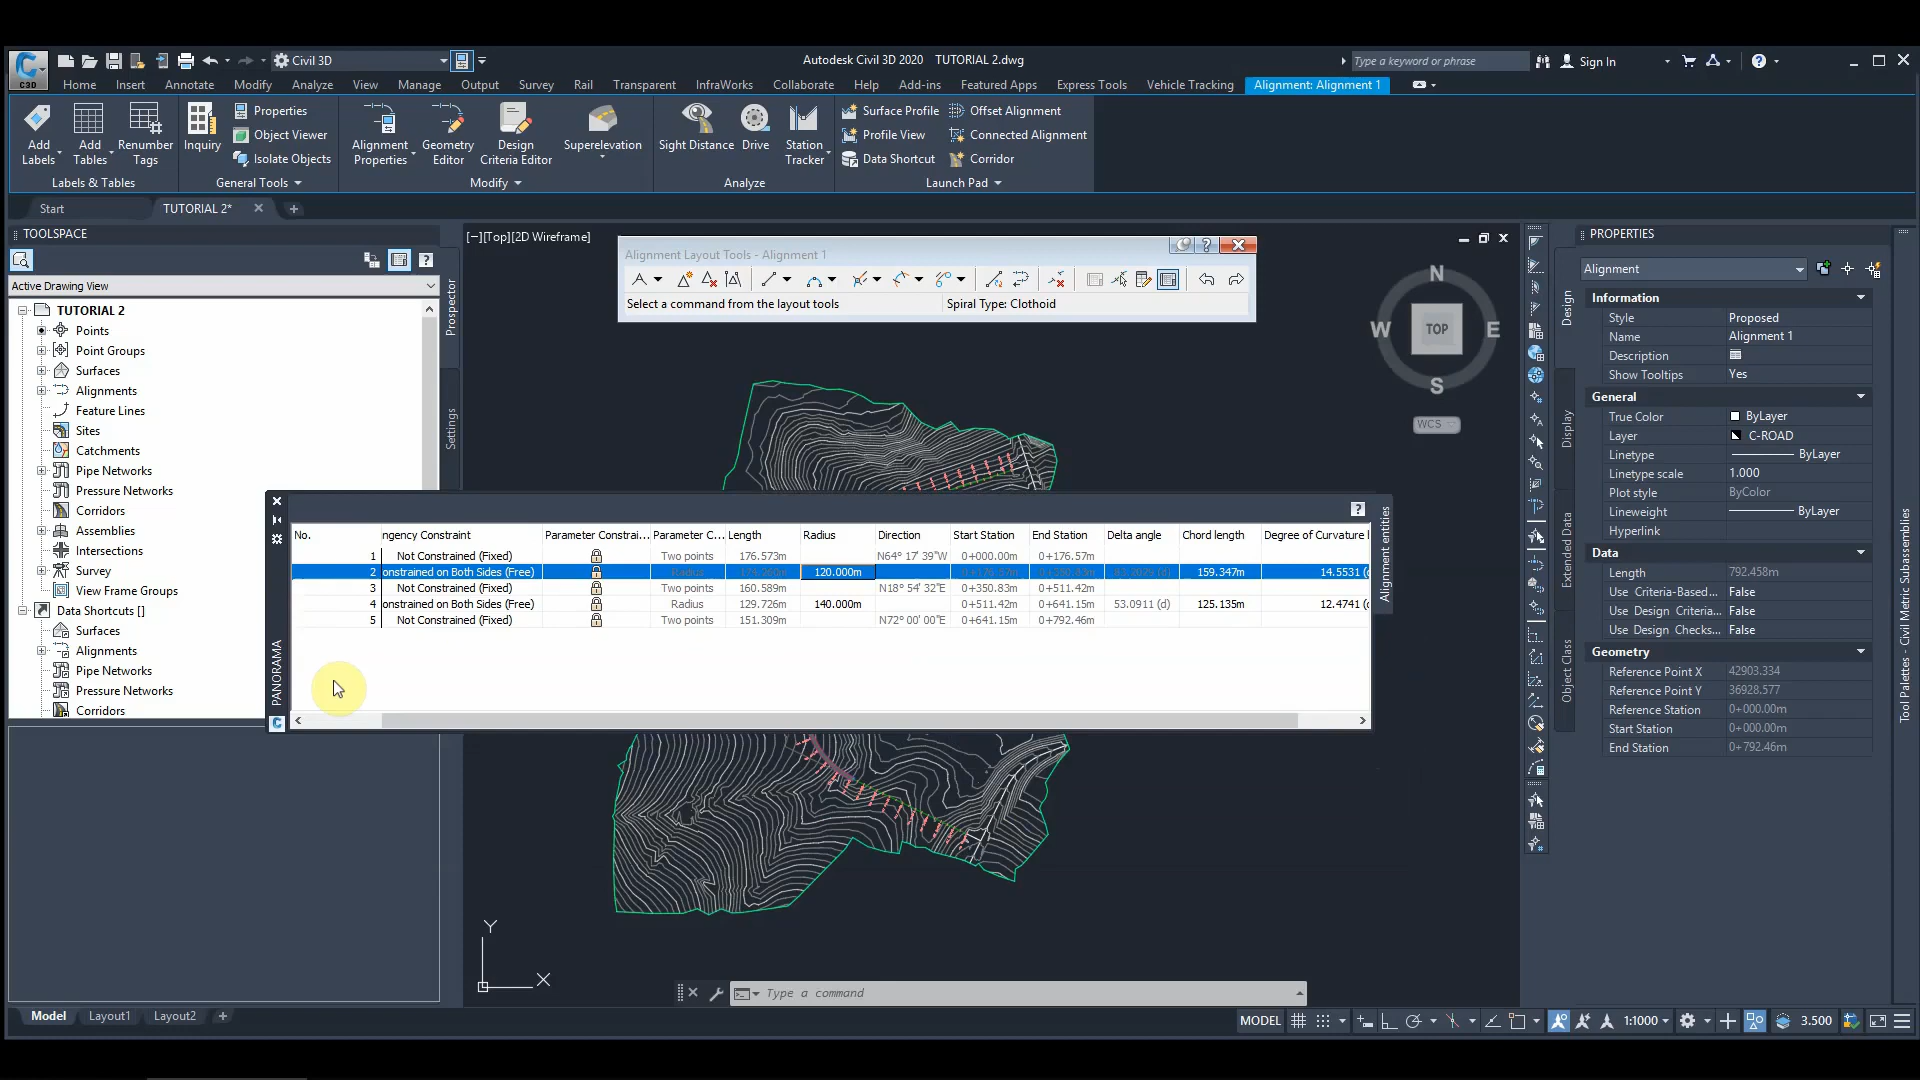 Civil 3D
Autodesk Civil 3D 2020 TUTORIAL 2.dwg
Type a keyword or phrase
Sign In
C3D
Home Insert Annotate Modify Analyze View Manage Output Survey Rail Transparent InfraWorks Collaborate Help Add-ins Featured Apps Express Tools Vehicle Tracking Alignment: Alignment 1
Add Labels
Add Tables
Renumber Tags
Labels & Tables
Inquiry
Properties
Object Viewer
Isolate Objects
General Tools
Alignment Properties
Geometry Editor
Design Criteria Editor
Superelevation
Modify
Sight Distance
Drive
Station Tracker
Analyze
Surface Profile
Profile View
Data Shortcut
Offset Alignment
Connected Alignment
Corridor
Launch Pad
Start
TUTORIAL 2*
TOOLSPACE
Active Drawing View
Prospector
Settings
TUTORIAL 2
Points
Point Groups
Surfaces
Alignments
Feature Lines
Sites
Catchments
Pipe Networks
Pressure Networks
Corridors
Assemblies
Intersections
Survey
View Frame Groups
Data Shortcuts []
Surfaces
Alignments
Pipe Networks
Pressure Networks
Corridors
[−][Top][2D Wireframe]
Alignment Layout Tools - Alignment 1
Select a command from the layout tools
Spiral Type: Clothoid
N
W
TOP
E
S
WCS
PANORAMA
Alignment entities
No. ngency Constraint Parameter Constrai... Parameter C... Length Radius Direction Start Station End Station Delta angle Chord length Degree of Curvature
1 Not Constrained (Fixed) Two points 176.573m N64° 17' 39"W 0+000.00m 0+176.57m
2 onstrained on Both Sides (Free) Radius 120.000m 0+176.57m 0+350.83m 159.347m 14.5531 (
3 Not Constrained (Fixed) Two points 160.589m N18° 54' 32"E 0+350.83m 0+511.42m
4 onstrained on Both Sides (Free) Radius 129.726m 140.000m 0+511.42m 0+641.15m 53.0911 (d) 125.135m 12.4741 (
5 Not Constrained (Fixed) Two points 151.309m N72° 00' 00"E 0+641.15m 0+792.46m
Y
X
Type a command
Model Layout1 Layout2
MODEL
1:1000
3.500
PROPERTIES
Alignment
Design
Display
Extended Data
Object Class
Tool Palettes - Civil Metric Subassemblies
Information
Style Proposed
Name Alignment 1
Description
Show Tooltips Yes
General
True Color ByLayer
Layer C-ROAD
Linetype ByLayer
Linetype scale 1.000
Plot style ByColor
Lineweight ByLayer
Hyperlink
Data
Length 792.458m
Use Criteria-Based... False
Use Design Criteria... False
Use Design Checks... False
Geometry
Reference Point X 42903.334
Reference Point Y 36928.577
Reference Station 0+000.00m
Start Station 0+000.00m
End Station 0+792.46m